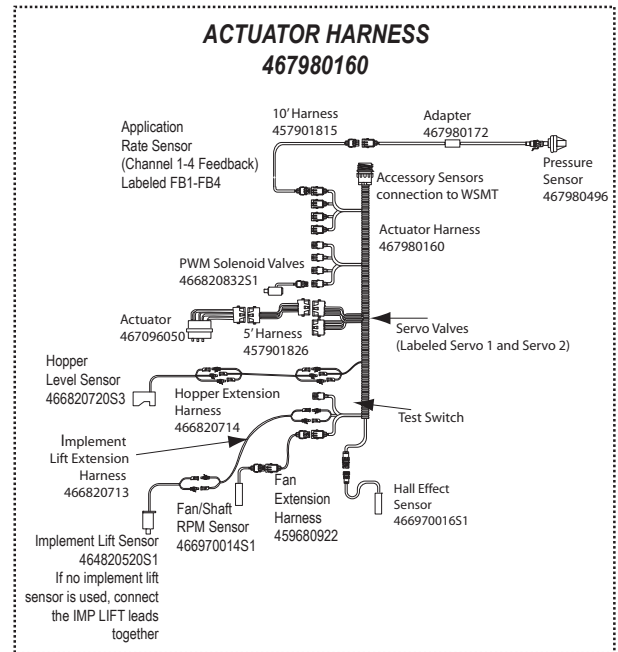 ACTUATOR HARNESS
467980160
10' Harness
457901815
Adapter
467980172
Application
Rate Sensor
(Channel 1-4 Feedback)
Labeled FB1-FB4
Pressure
Sensor
467980496
Accessory Sensors
connection to WSMT
Actuator Harness
467980160
PWM Solenoid Valves
466820832S1
Actuator
467096050
5' Harness
457901826
Servo Valves
(Labeled Servo 1 and Servo 2)
Hopper
Level Sensor
466820720S3
Hopper Extension
Harness
466820714
Test Switch
Implement
Lift Extension
Harness
466820713
Fan/Shaft
RPM Sensor
466970014S1
Fan
Extension
Harness
459680922
Hall Effect
Sensor
466970016S1
Implement Lift Sensor
464820520S1
If no implement lift
sensor is used, connect
the IMP LIFT leads
together